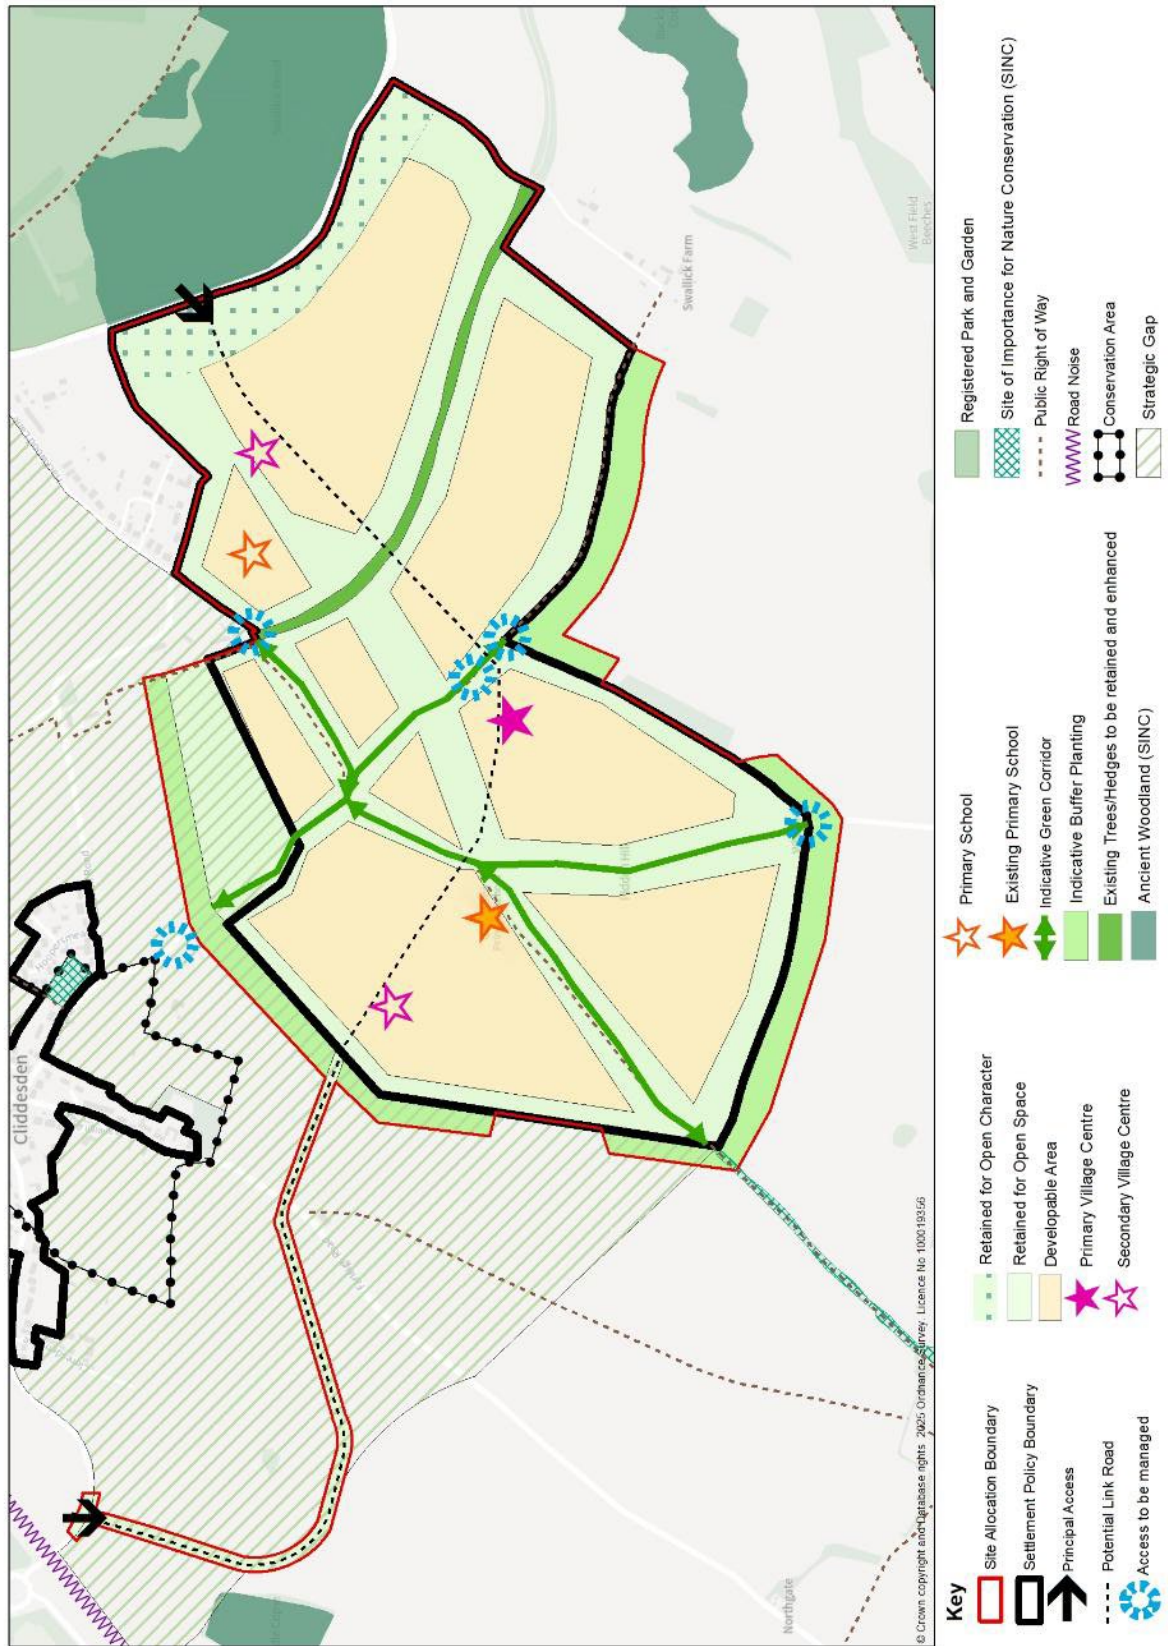 Cliddesden
Swallick Farm
West Field
Beeches
Northgate
© Crown copyright and Database rights 2025 Ordnance Survey. Licence No 100019356
Key
Site Allocation Boundary
Settlement Policy Boundary
Principal Access
Potential Link Road
Access to be managed
Retained for Open Character
Retained for Open Space
Developable Area
Primary Village Centre
Secondary Village Centre
Primary School
Existing Primary School
Indicative Green Corridor
Indicative Buffer Planting
Existing Trees/Hedges to be retained and enhanced
Ancient Woodland (SINC)
Registered Park and Garden
Site of Importance for Nature Conservation (SINC)
Public Right of Way
Road Noise
Conservation Area
Strategic Gap